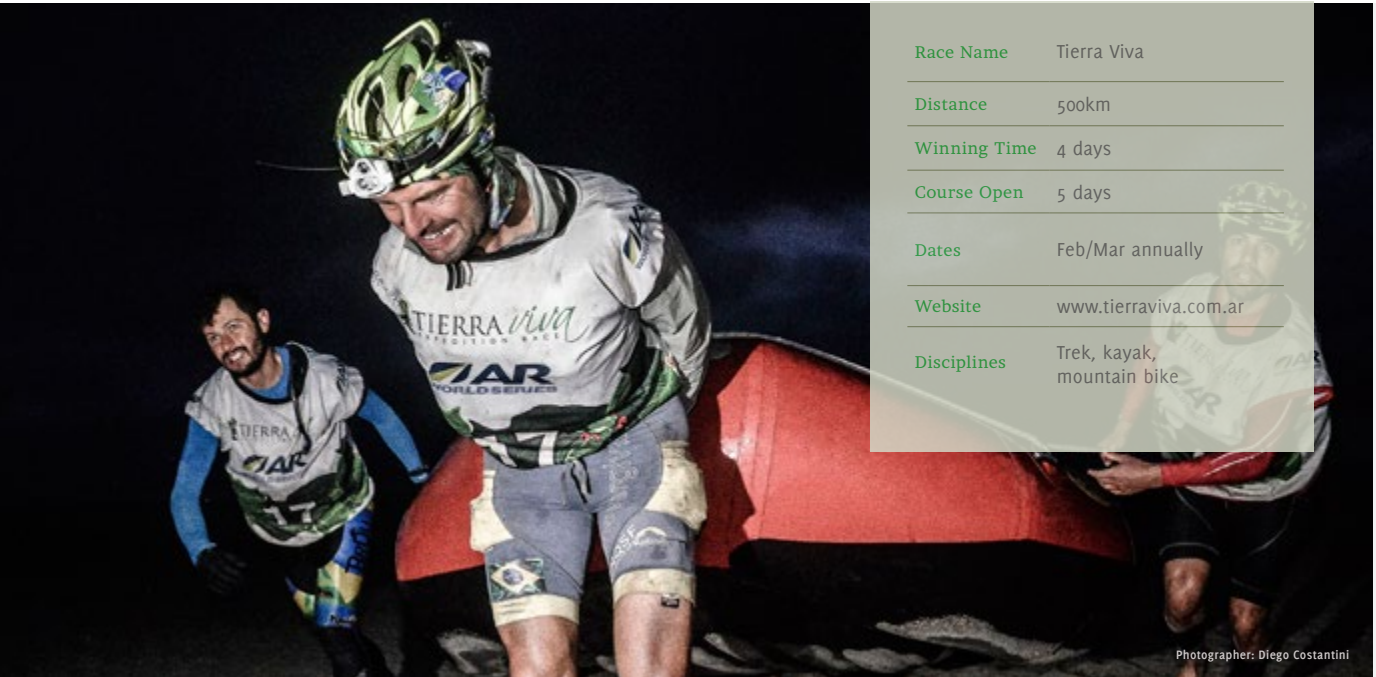 Race Name Tierra Viva
Distance 500km
Winning Time 4 days
Course Open 5 days
Dates Feb/Mar annually
Website www.tierraviva.com.ar
Disciplines Trek, kayak,
mountain bike
TIERRA viva
EXPEDITION RACE
AR
WORLD SERIES
17
TIERRA
AR
17
AR
Photographer: Diego Costantini